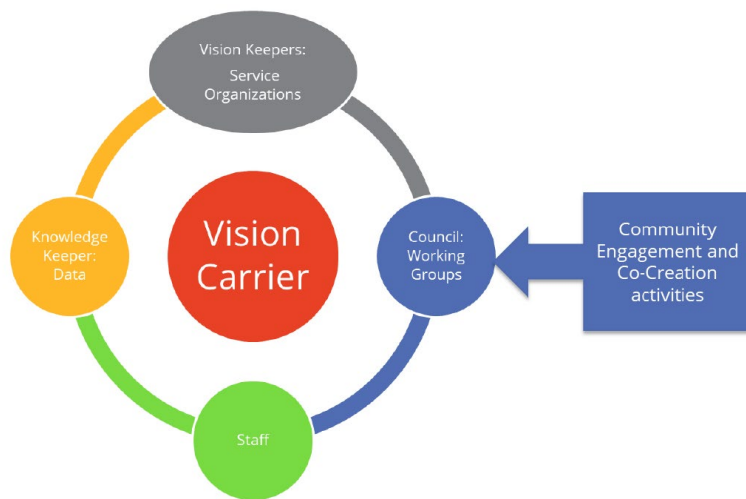 Vision Keepers:
Service
Organizations
Knowledge
Keeper:
Data
Vision
Carrier
Council:
Working
Groups
Community
Engagement and
Co-Creation
activities
Staff